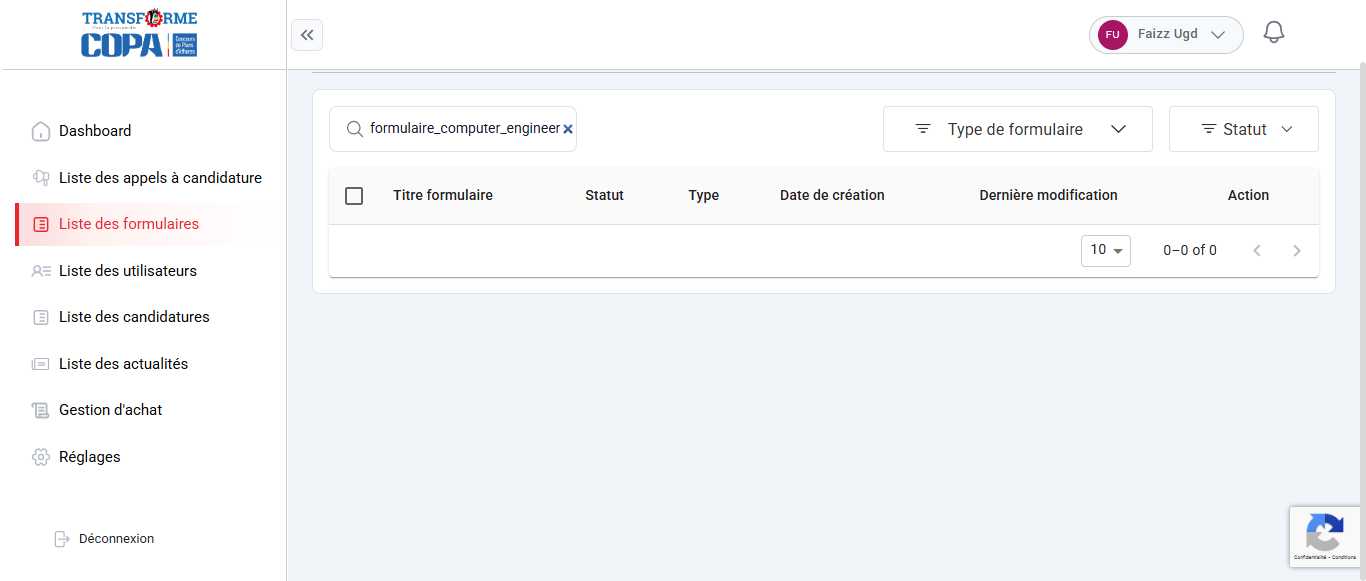 TRANSFORME
COPA
Concours
de Plans
d'Affaires
FU
Faizz Ugd
Dashboard
Liste des appels à candidature
Liste des formulaires
Liste des utilisateurs
Liste des candidatures
Liste des actualités
Gestion d'achat
Réglages
Déconnexion
formulaire_computer_engineer
Type de formulaire
Statut
Titre formulaire Statut Type Date de création Dernière modification Action
10 0–0 of 0
Confidentialité - Conditions